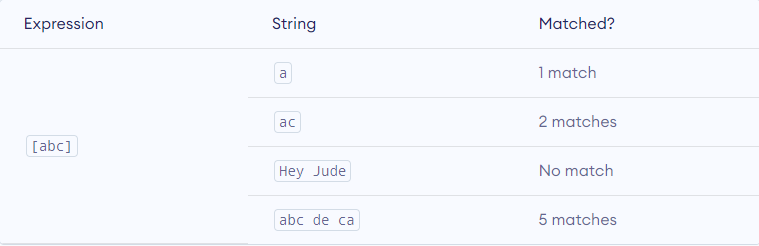 Expression String Matched?
a 1 match
ac 2 matches
[abc]
Hey Jude No match
abc de ca 5 matches